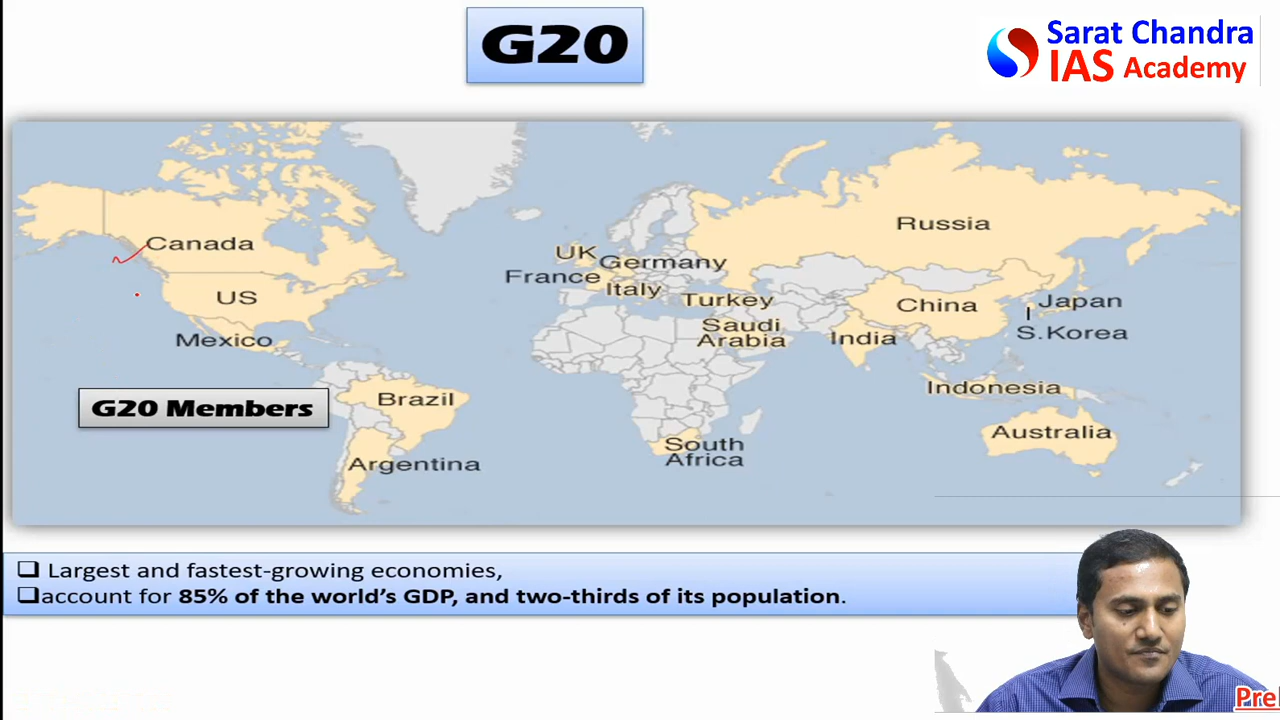 G20
Sarat Chandra
IAS Academy
Canada
US
Mexico
Brazil
Argentina
UK
Germany
France
Italy
Turkey
Saudi
Arabia
South
Africa
Russia
China
India
Japan
S.Korea
Indonesia
Australia
G20 Members
Largest and fastest-growing economies,
account for 85% of the world’s GDP, and two-thirds of its population.